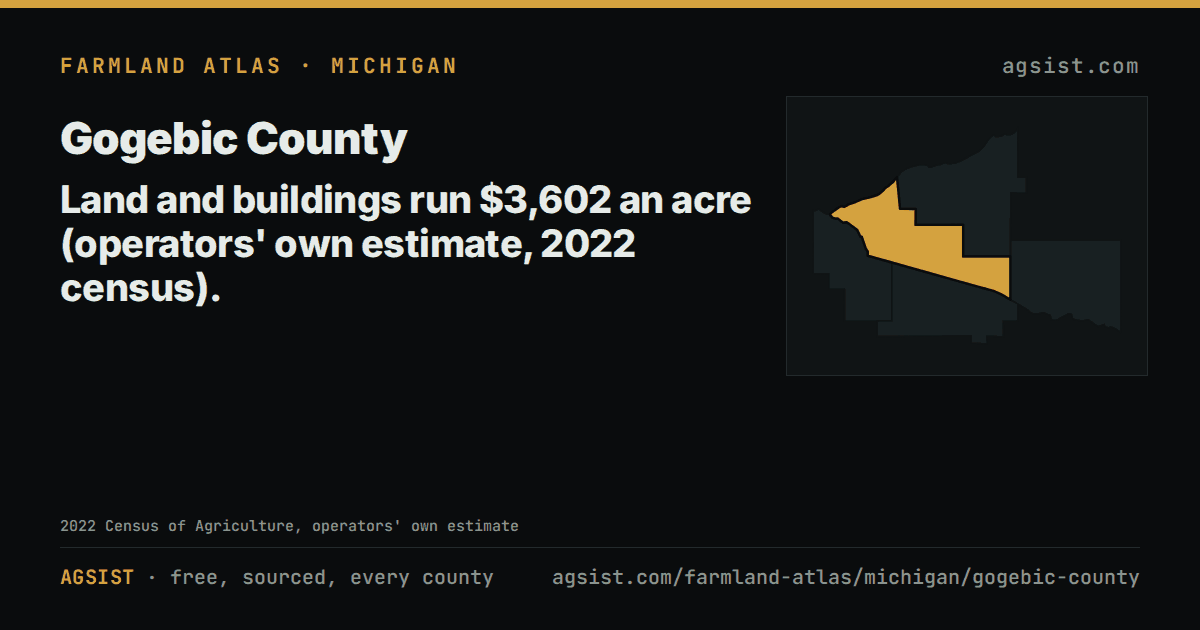 FARMLAND ATLAS · MICHIGAN
agsist.com
Gogebic County
Land and buildings run $3,602 an acre
(operators' own estimate, 2022
census).
2022 Census of Agriculture, operators' own estimate
AGSIST · free, sourced, every county
agsist.com/farmland-atlas/michigan/gogebic-county